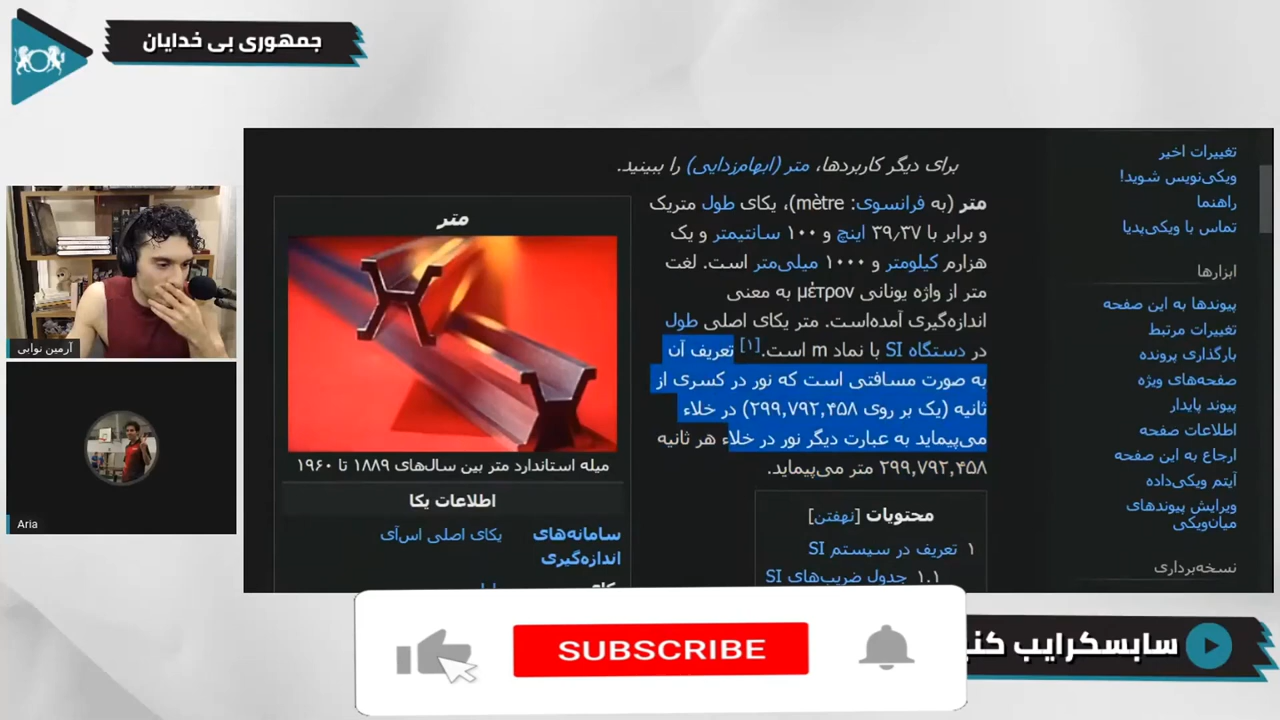 جمهوری بی خدایان
برای دیگر کاربردها، متر (ابهام‌زدایی) را ببینید.
متر (به فرانسوی: mètre)، یکای طول متریک
و برابر با ۳۹٫۳۷ اینچ و ۱۰۰ سانتیمتر و یک
هزارم کیلومتر و ۱۰۰۰ میلی‌متر است. لغت
متر از واژه یونانی μέτρον به معنی
اندازه‌گیری آمده‌است. متر یکای اصلی طول
در دستگاه SI با نماد m است.[۱] تعریف آن
به صورت مسافتی است که نور در کسری از
ثانیه (یک بر روی ۲۹۹,۷۹۲,۴۵۸) در خلاء
می‌پیماید به عبارت دیگر نور در خلاء هر ثانیه
۲۹۹,۷۹۲,۴۵۸ متر می‌پیماید.
محتویات [نهفتن]
۱ تعریف در سیستم SI
۱.۱ جدول ضریب‌های SI
متر
میله استاندارد متر بین سال‌های ۱۸۸۹ تا ۱۹۶۰
اطلاعات یکا
سامانه‌های اندازه‌گیری
یکای اصلی اس‌آی
تغییرات اخیر
ویکی‌نویس شوید!
راهنما
تماس با ویکی‌پدیا
ابزارها
پیوندها به این صفحه
تغییرات مرتبط
بارگذاری پرونده
صفحه‌های ویژه
پیوند پایدار
اطلاعات صفحه
ارجاع به این صفحه
آیتم ویکی‌داده
ویرایش پیوندهای
میان‌ویکی
نسخه‌برداری
آرمین نوابی
Aria
SUBSCRIBE
سابسکرایب کنی